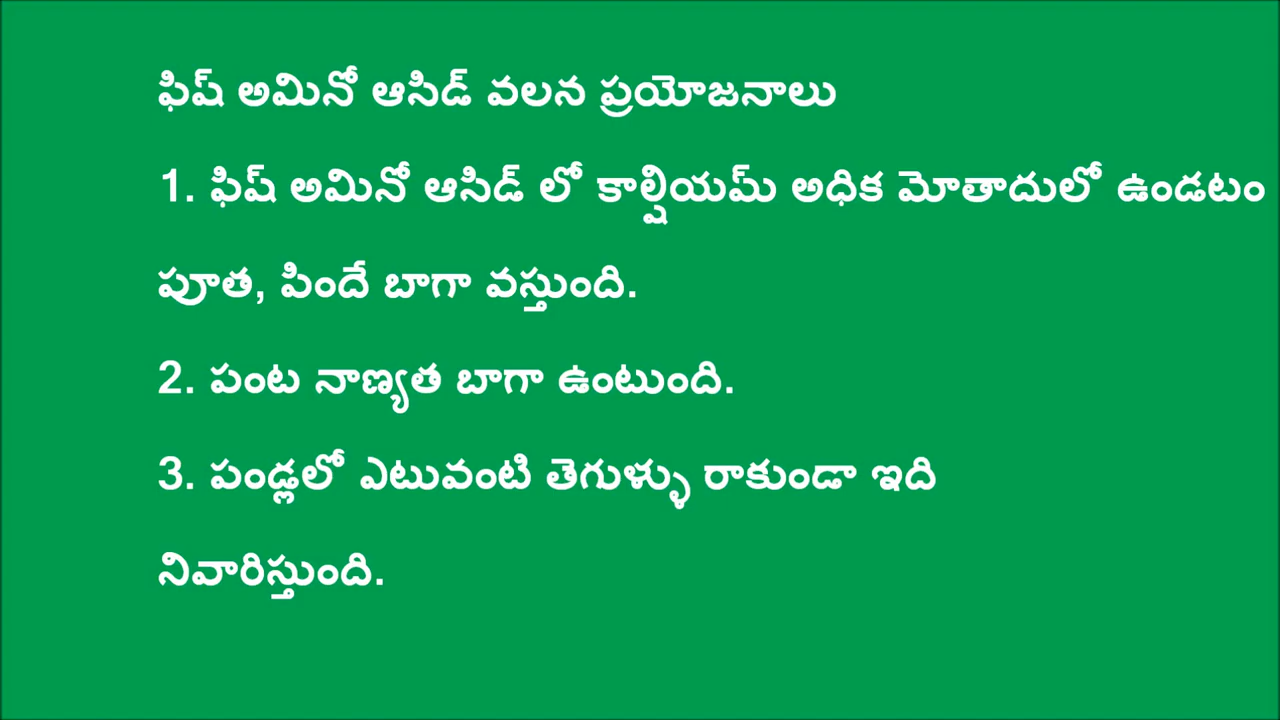 ఫిష్ అమినో ఆసిడ్ వలన ప్రయోజనాలు
1. ఫిష్ అమినో ఆసిడ్ లో కాల్షియమ్ అధిక మోతాదులో ఉండటం
పూత, పిందే బాగా వస్తుంది.
2. పంట నాణ్యత బాగా ఉంటుంది.
3. పండ్లలో ఎటువంటి తెగుళ్ళు రాకుండా ఇది
నివారిస్తుంది.